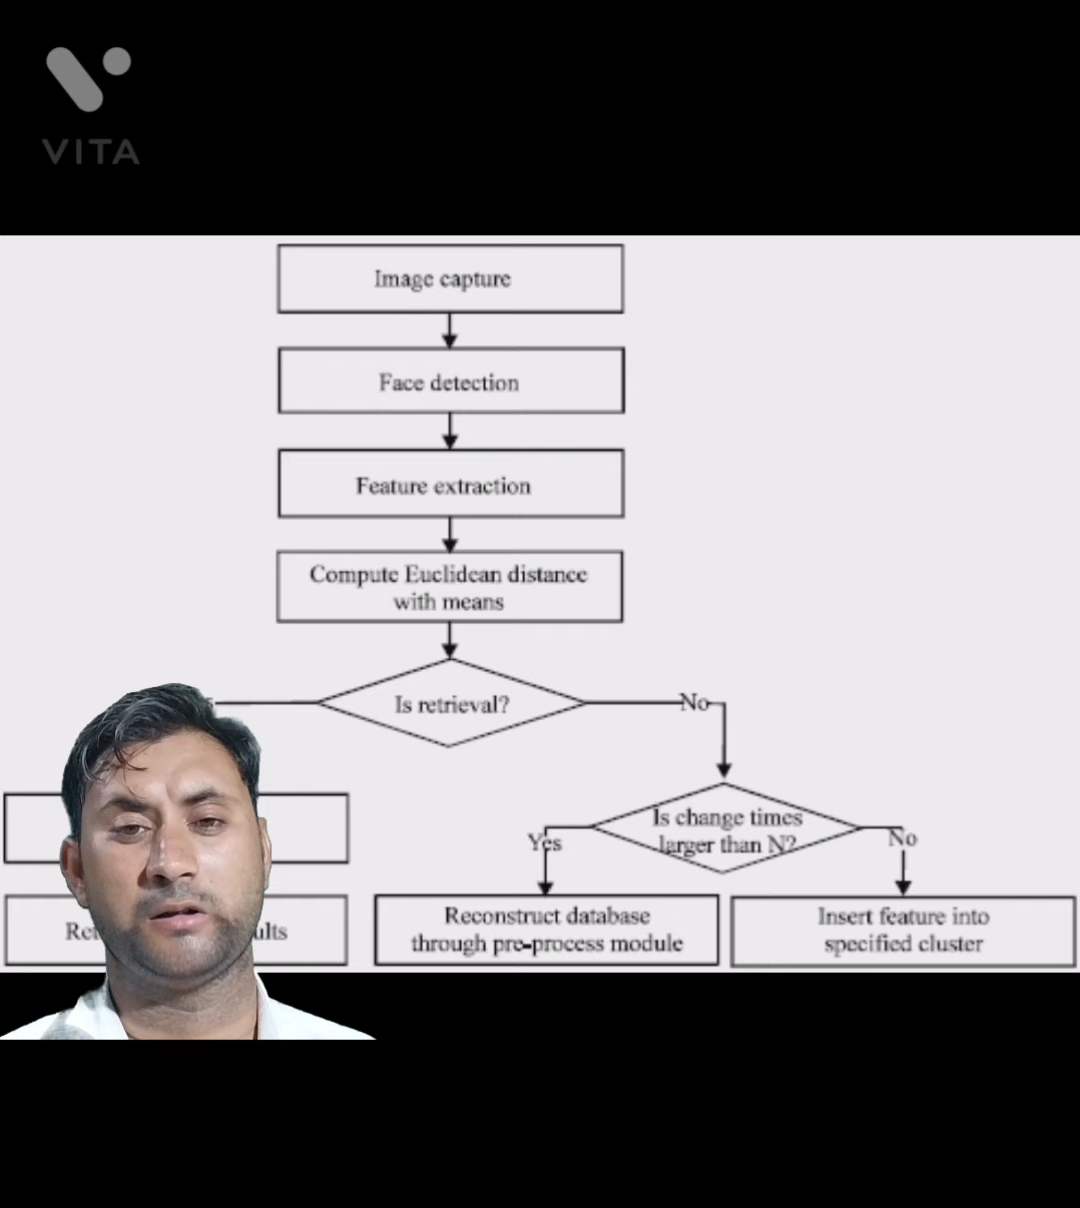 VITA
Image capture
Face detection
Feature extraction
Compute Euclidean distance
with means
Is retrieval?
No
Is change times
larger than N?
Yes
No
Reconstruct database
through pre-process module
Insert feature into
specified cluster